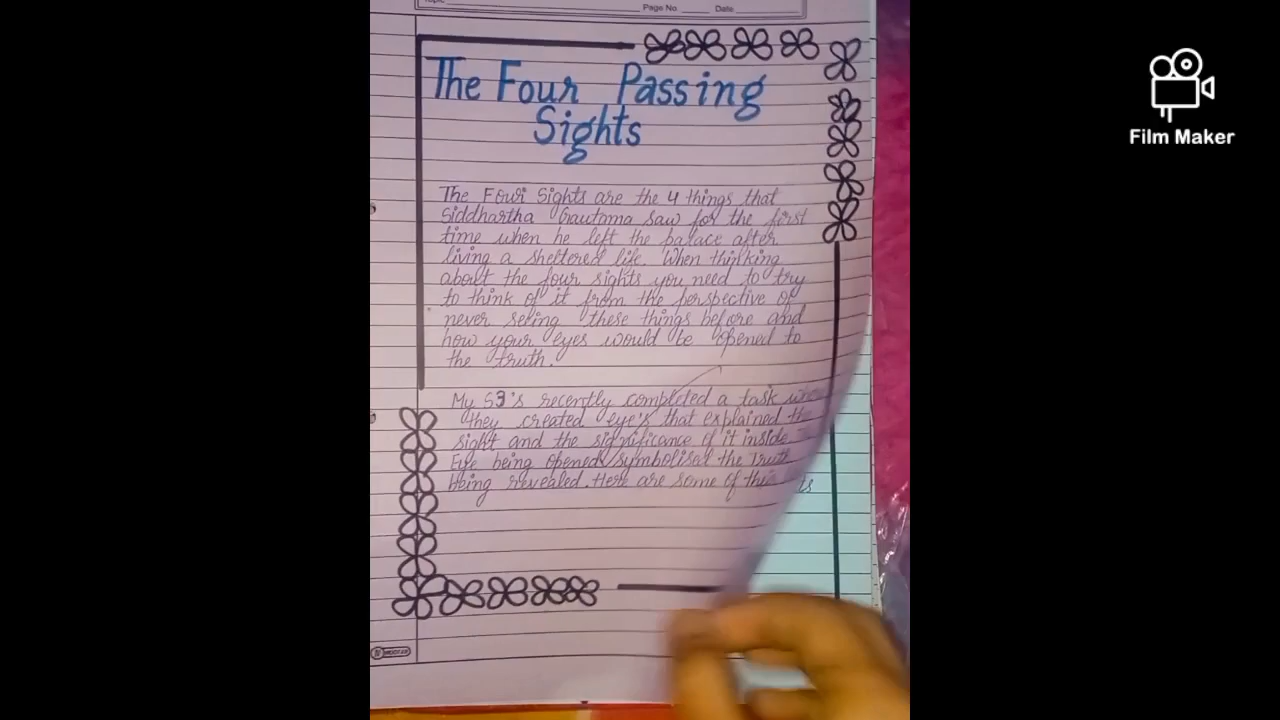 Page No. Date
Film Maker
The Four Passing
Sights
The Four Sights are the 4 things that
Siddhartha Gautama saw for the first
time when he left the palace after
living a sheltered life. When thinking
about the four sights you need to try
to think of it from the perspective of
never seeing these things before and
how your eyes would be opened to
the truth.
My S3's recently completed a task
they created eye's that explained the
sight and the significance of it inside
Eye being opened symbolised the truth
being revealed. Here are some of